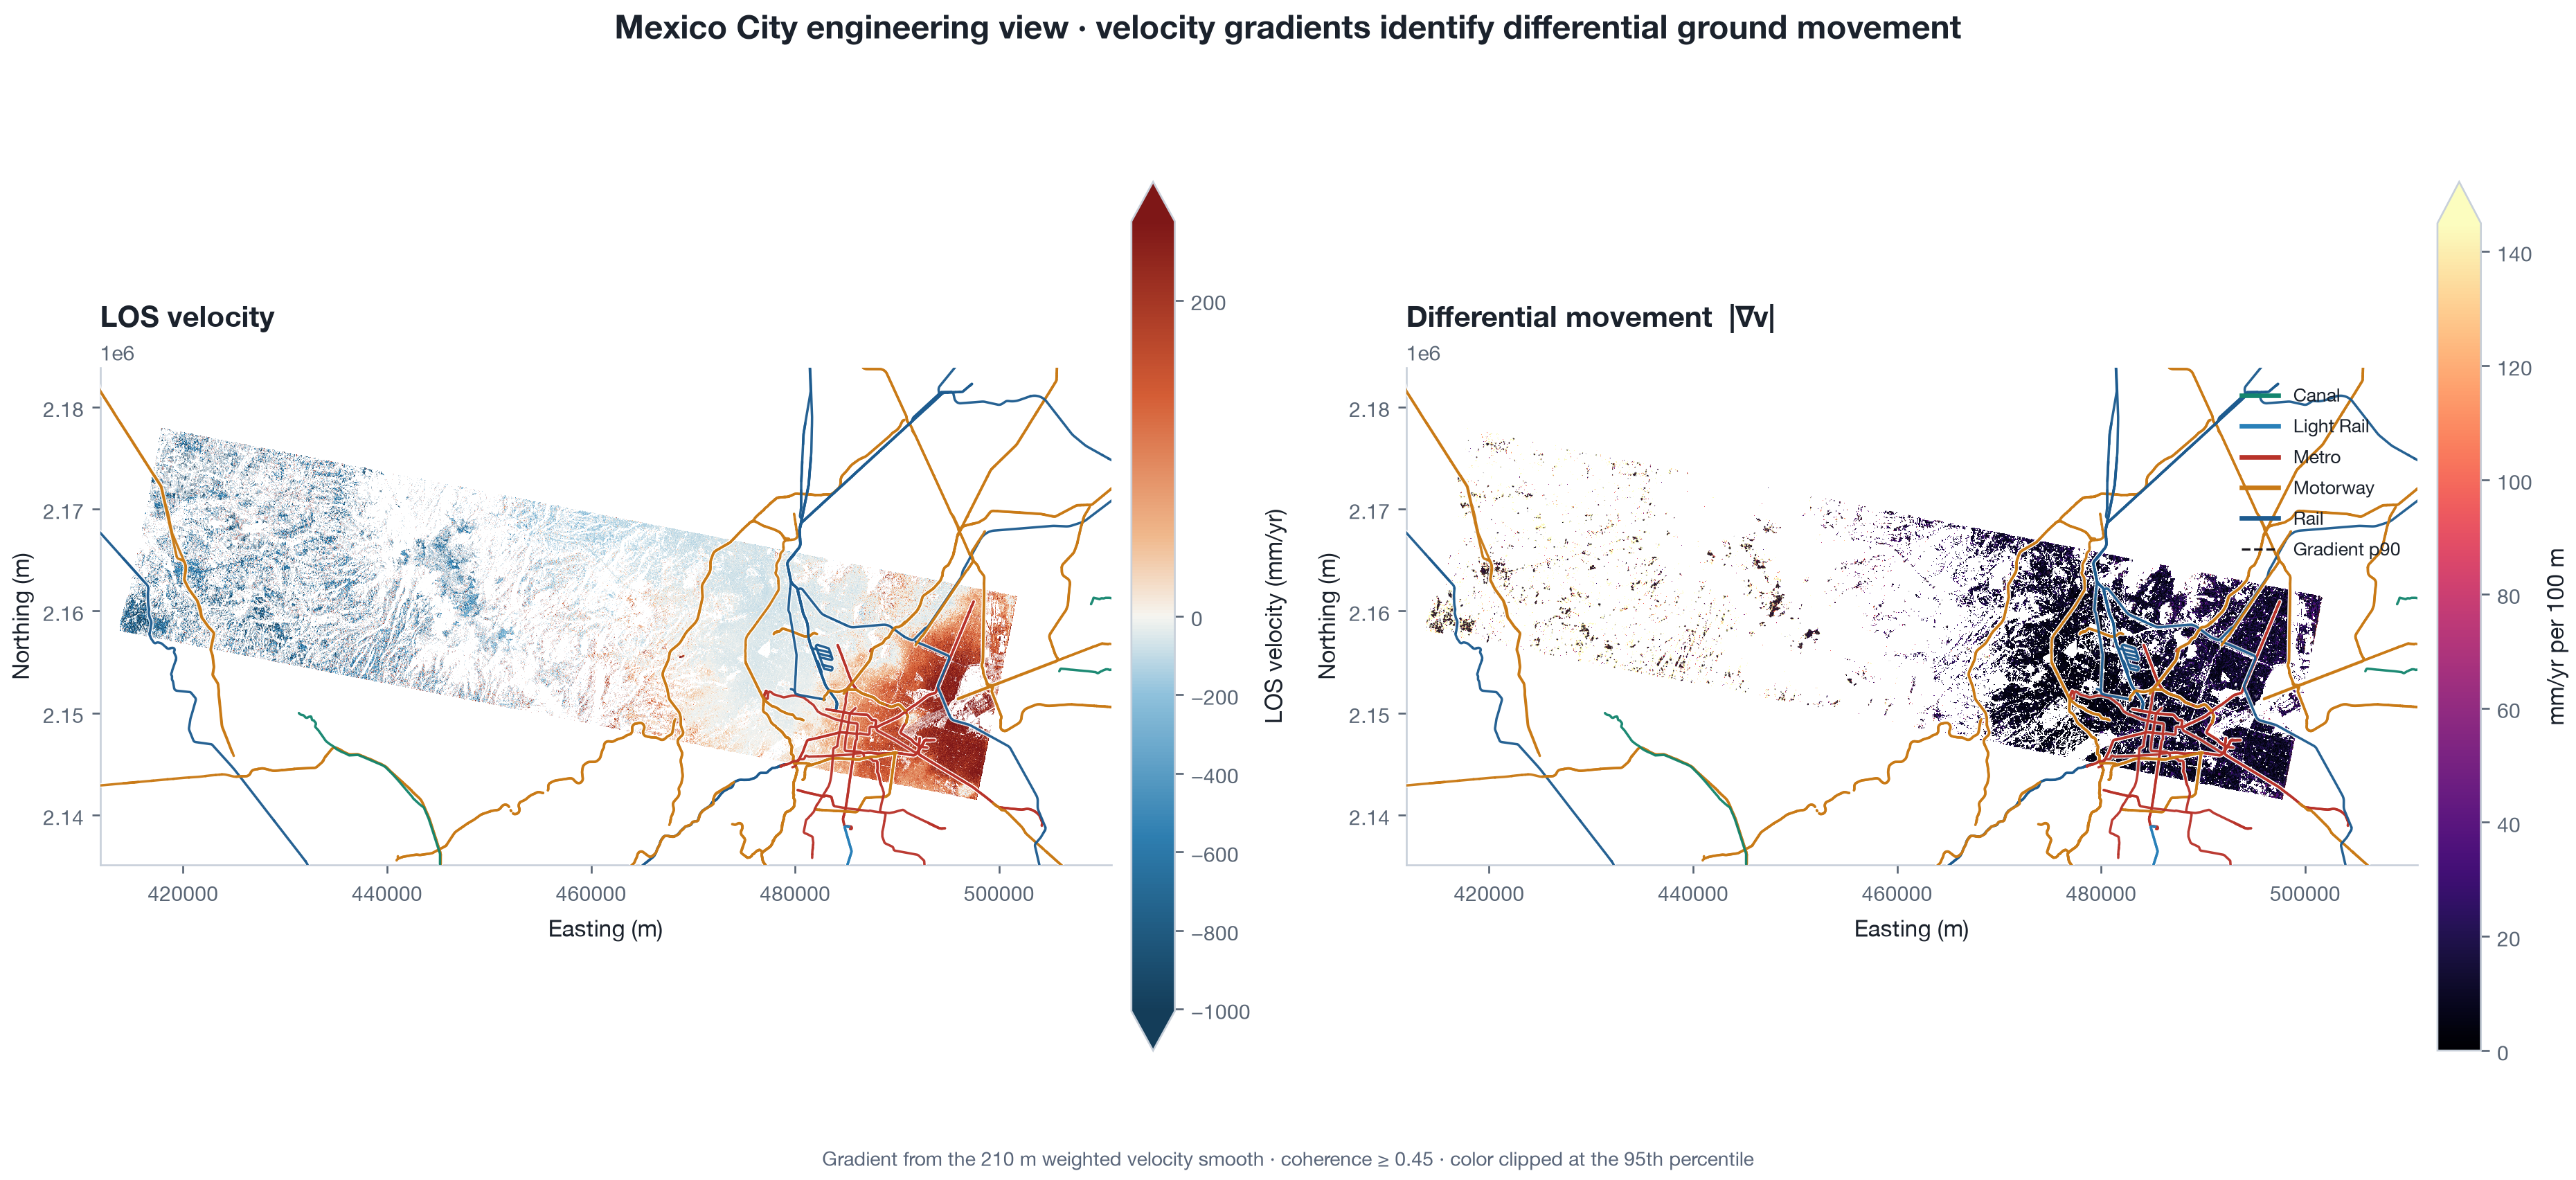 Mexico City engineering view · velocity gradients identify differential ground movement
LOS velocity
1e6
2.18
2.17
2.16
2.15
2.14
Northing (m)
420000
440000
460000
480000
500000
Easting (m)
200
0
−200
−400
−600
−800
−1000
LOS velocity (mm/yr)
Differential movement |∇v|
1e6
2.18
2.17
2.16
2.15
2.14
Northing (m)
420000
440000
460000
480000
500000
Easting (m)
Canal
Light Rail
Metro
Motorway
Rail
Gradient p90
140
120
100
80
60
40
20
0
mm/yr per 100 m
Gradient from the 210 m weighted velocity smooth · coherence ≥ 0.45 · color clipped at the 95th percentile